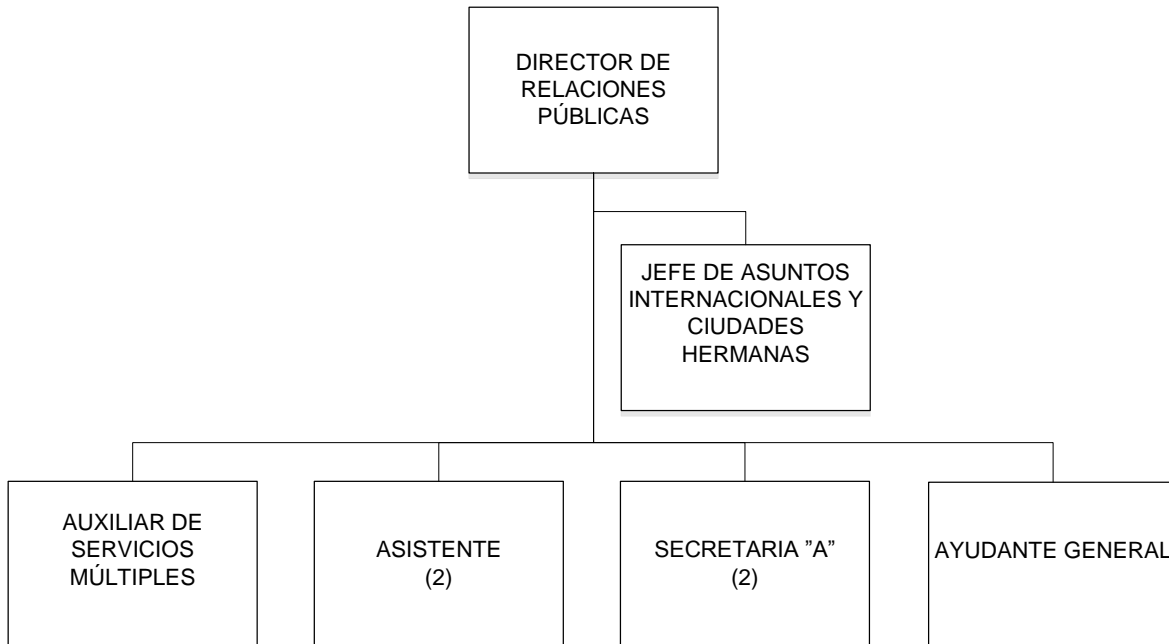 DIRECTOR DE
RELACIONES
PÚBLICAS
JEFE DE ASUNTOS
INTERNACIONALES Y
CIUDADES
HERMANAS
AUXILIAR DE
SERVICIOS
MÚLTIPLES
ASISTENTE
(2)
SECRETARIA ”A”
(2)
AYUDANTE GENERAL